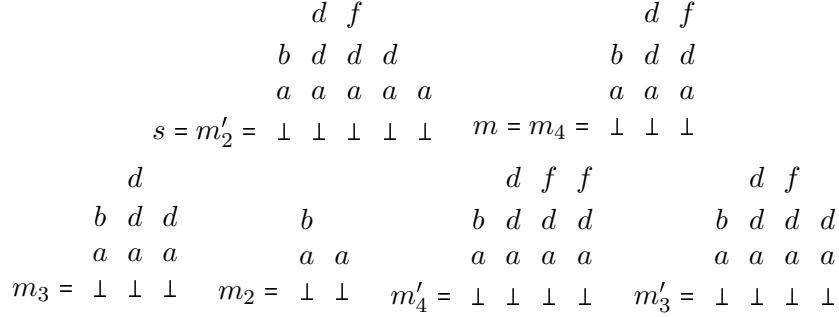 d f d f
b d d d b d d
a a a a a a a a
s = m′₂ = ⊥ ⊥ ⊥ ⊥ ⊥ m = m₄ = ⊥ ⊥ ⊥
d d f f d f
b d d b b d d d b d d d
a a a a a a a a a a a a a
m₃ = ⊥ ⊥ ⊥ m₂ = ⊥ ⊥ m′₄ = ⊥ ⊥ ⊥ ⊥ m′₃ = ⊥ ⊥ ⊥ ⊥